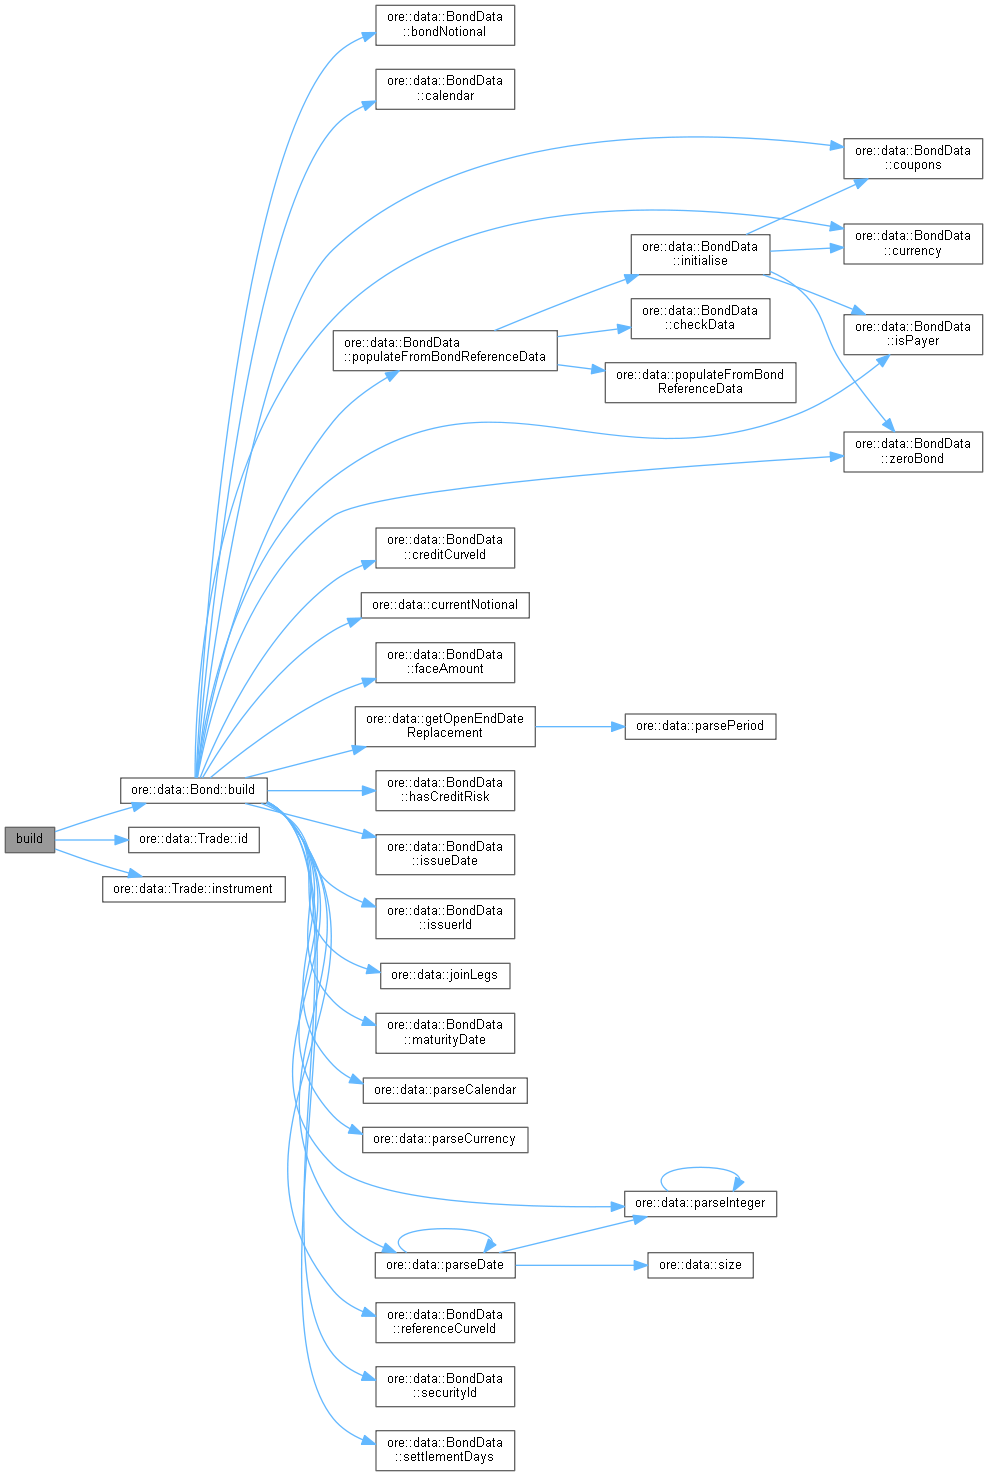 ore::data::BondData
::bondNotional
ore::data::BondData
::calendar
ore::data::BondData
::coupons
ore::data::BondData
::currency
ore::data::BondData
::initialise
ore::data::BondData
::checkData
ore::data::BondData
::isPayer
ore::data::BondData
::populateFromBondReferenceData
ore::data::populateFromBond
ReferenceData
ore::data::BondData
::zeroBond
ore::data::BondData
::creditCurveId
ore::data::currentNotional
ore::data::BondData
::faceAmount
ore::data::getOpenEndDate
Replacement
ore::data::parsePeriod
ore::data::Bond::build
ore::data::BondData
::hasCreditRisk
build
ore::data::Trade::id
ore::data::BondData
::issueDate
ore::data::Trade::instrument
ore::data::BondData
::issuerId
ore::data::joinLegs
ore::data::BondData
::maturityDate
ore::data::parseCalendar
ore::data::parseCurrency
ore::data::parseInteger
ore::data::parseDate
ore::data::size
ore::data::BondData
::referenceCurveId
ore::data::BondData
::securityId
ore::data::BondData
::settlementDays